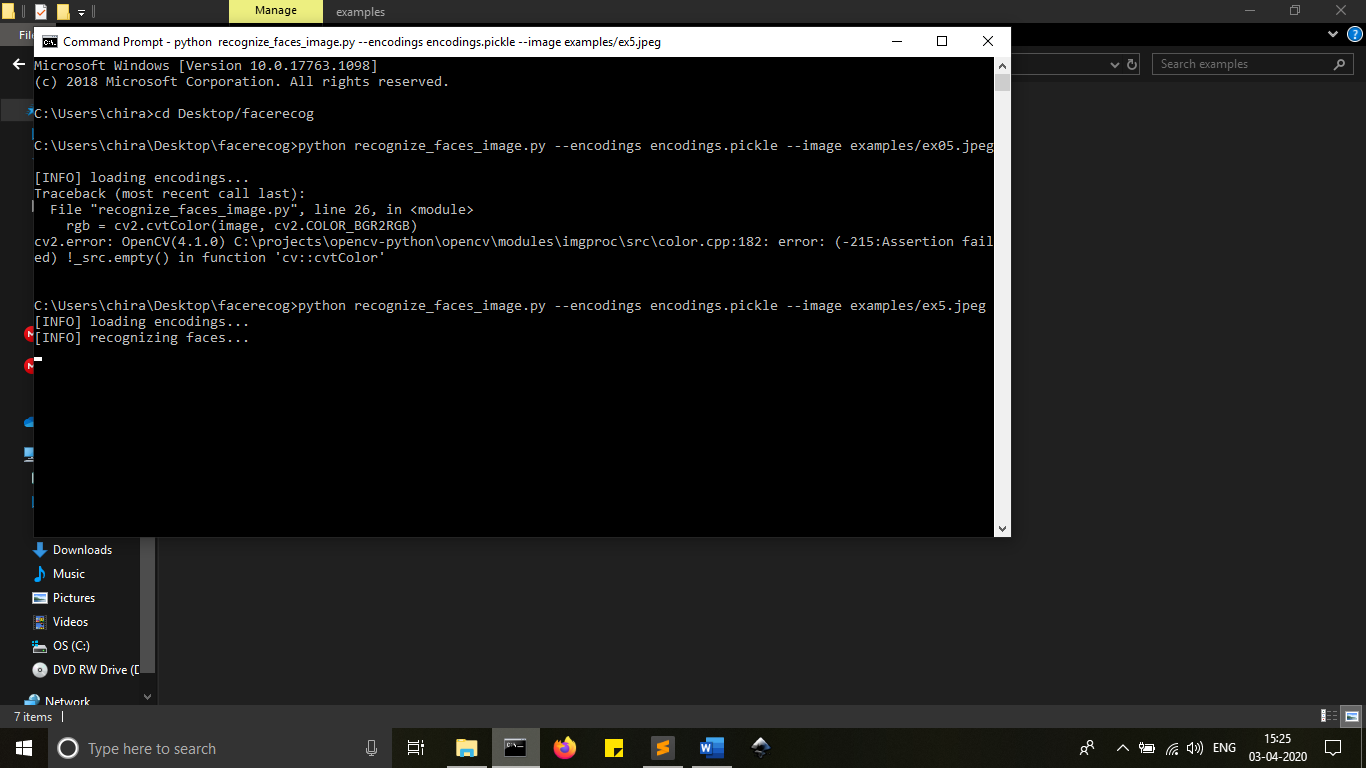 Manage
examples
Fil
Command Prompt - python  recognize_faces_image.py --encodings encodings.pickle --image examples/ex5.jpeg
Search examples
Microsoft Windows [Version 10.0.17763.1098]
(c) 2018 Microsoft Corporation. All rights reserved.
C:\Users\chira>cd Desktop/facerecog
C:\Users\chira\Desktop\facerecog>python recognize_faces_image.py --encodings encodings.pickle --image examples/ex05.jpeg
[INFO] loading encodings...
Traceback (most recent call last):
  File "recognize_faces_image.py", line 26, in <module>
    rgb = cv2.cvtColor(image, cv2.COLOR_BGR2RGB)
cv2.error: OpenCV(4.1.0) C:\projects\opencv-python\opencv\modules\imgproc\src\color.cpp:182: error: (-215:Assertion fail
ed) !_src.empty() in function 'cv::cvtColor'
C:\Users\chira\Desktop\facerecog>python recognize_faces_image.py --encodings encodings.pickle --image examples/ex5.jpeg
[INFO] loading encodings...
[INFO] recognizing faces...
Downloads
Music
Pictures
Videos
OS (C:)
DVD RW Drive (D
Network
7 items
Type here to search
ENG
15:25
03-04-2020